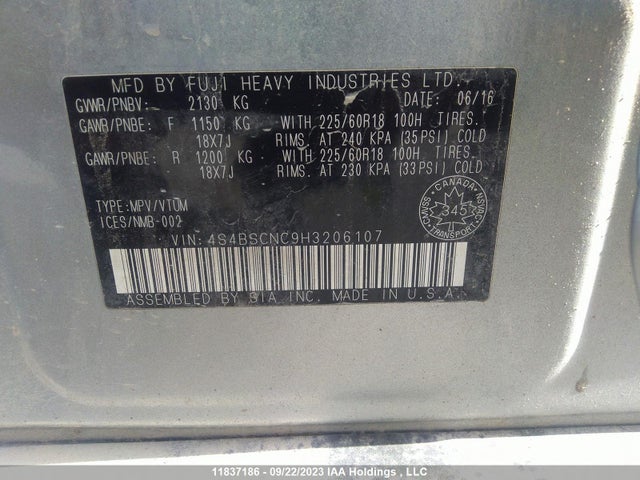 MFD BY FUJI HEAVY INDUSTRIES LTD.
GVWR/PNBV: 2130 KG DATE: 06/16
GAWR/PNBE: F 1150 KG WITH 225/60R18 100H TIRES.
18X7J RIMS. AT 240 KPA (35PSI) COLD
GAWR/PNBE: R 1200 KG WITH 225/60R18 100H TIRES.
18X7J RIMS. AT 230 KPA (33PSI) COLD
TYPE:MPV/VTUM
ICES/NMB-002
VIN: 4S4BSCNC9H3206107
ASSEMBLED BY SIA INC. MADE IN U.S.A.
CANADA
CMVSS 345 NSVAC
TRANSPORT
11837186 - 09/22/2023 IAA Holdings , LLC